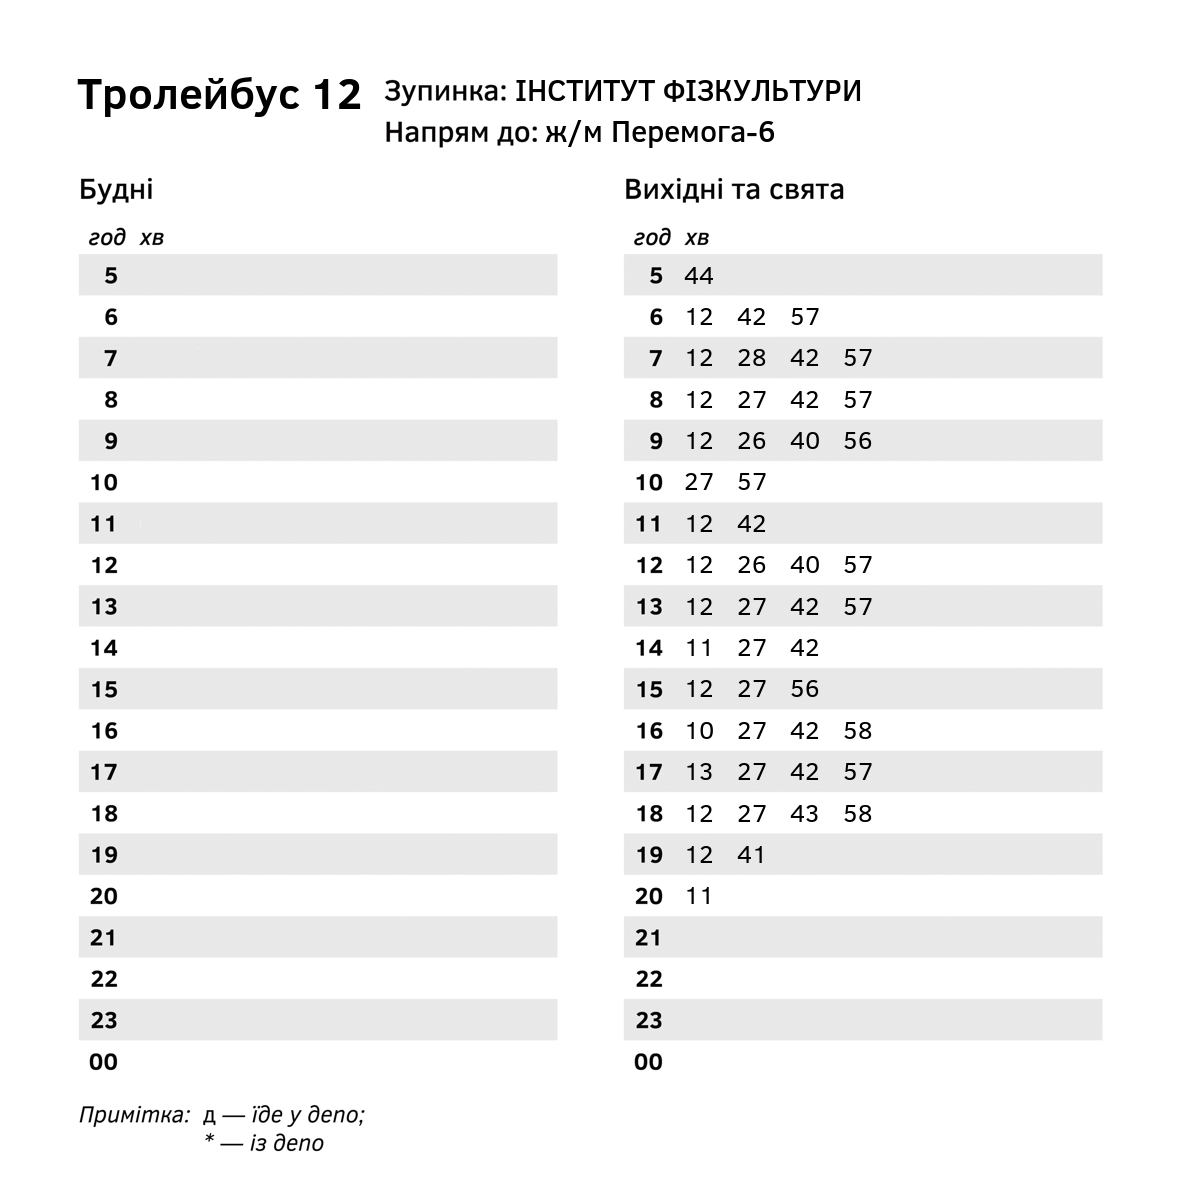 Тролейбус 12
Зупинка: ІНСТИТУТ ФІЗКУЛЬТУРИ
Напрям до: ж/м Перемога-6
Будні
год хв
5
6
7
8
9
10
11
12
13
14
15
16
17
18
19
20
21
22
23
00
Вихідні та свята
год хв
5 44
6 12 42 57
7 12 28 42 57
8 12 27 42 57
9 12 26 40 56
10 27 57
11 12 42
12 12 26 40 57
13 12 27 42 57
14 11 27 42
15 12 27 56
16 10 27 42 58
17 13 27 42 57
18 12 27 43 58
19 12 41
20 11
21
22
23
00
Примітка: д — їде у депо;
* — із депо